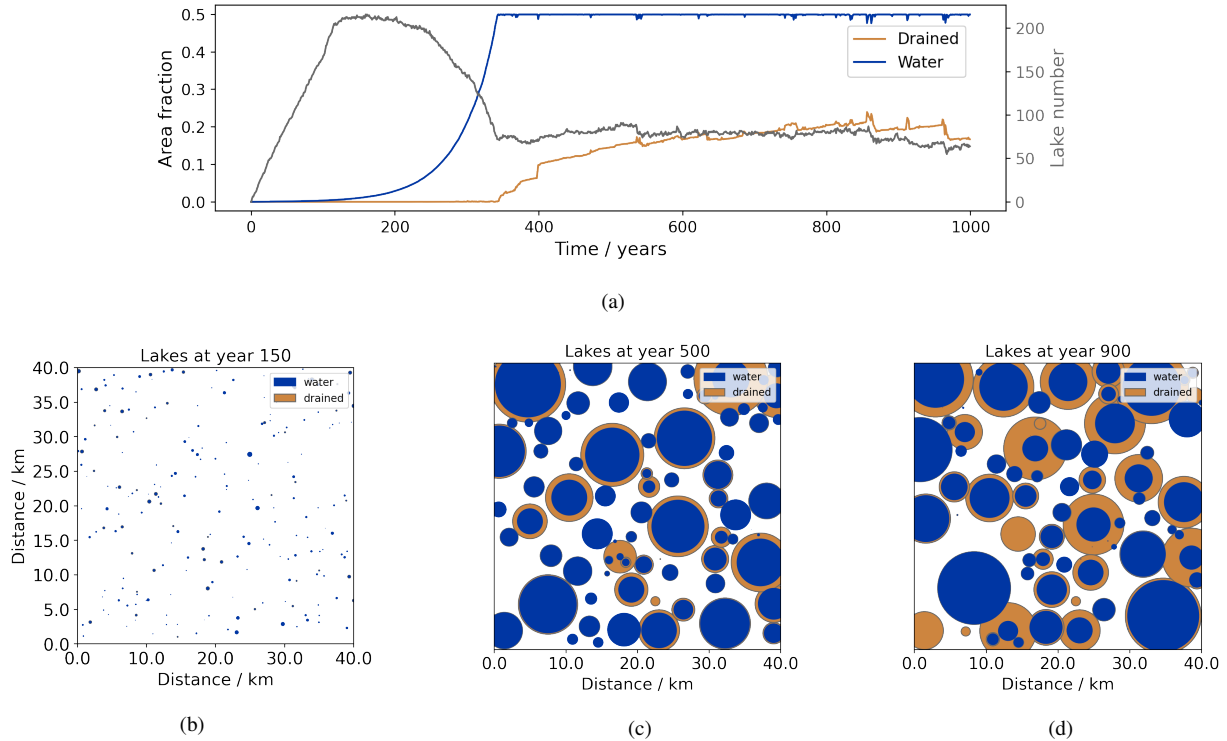 0.5
0.4
0.3
0.2
0.1
0.0
Area fraction
200
150
100
50
0
Lake number
Drained
Water
0 200 400 600 800 1000
Time / years
(a)
Lakes at year 150
40.0
35.0
30.0
25.0
20.0
15.0
10.0
5.0
0.0
Distance / km
water
drained
0.0 10.0 20.0 30.0 40.0
Distance / km
(b)
Lakes at year 500
water
drained
0.0 10.0 20.0 30.0 40.0
Distance / km
(c)
Lakes at year 900
water
drained
0.0 10.0 20.0 30.0 40.0
Distance / km
(d)